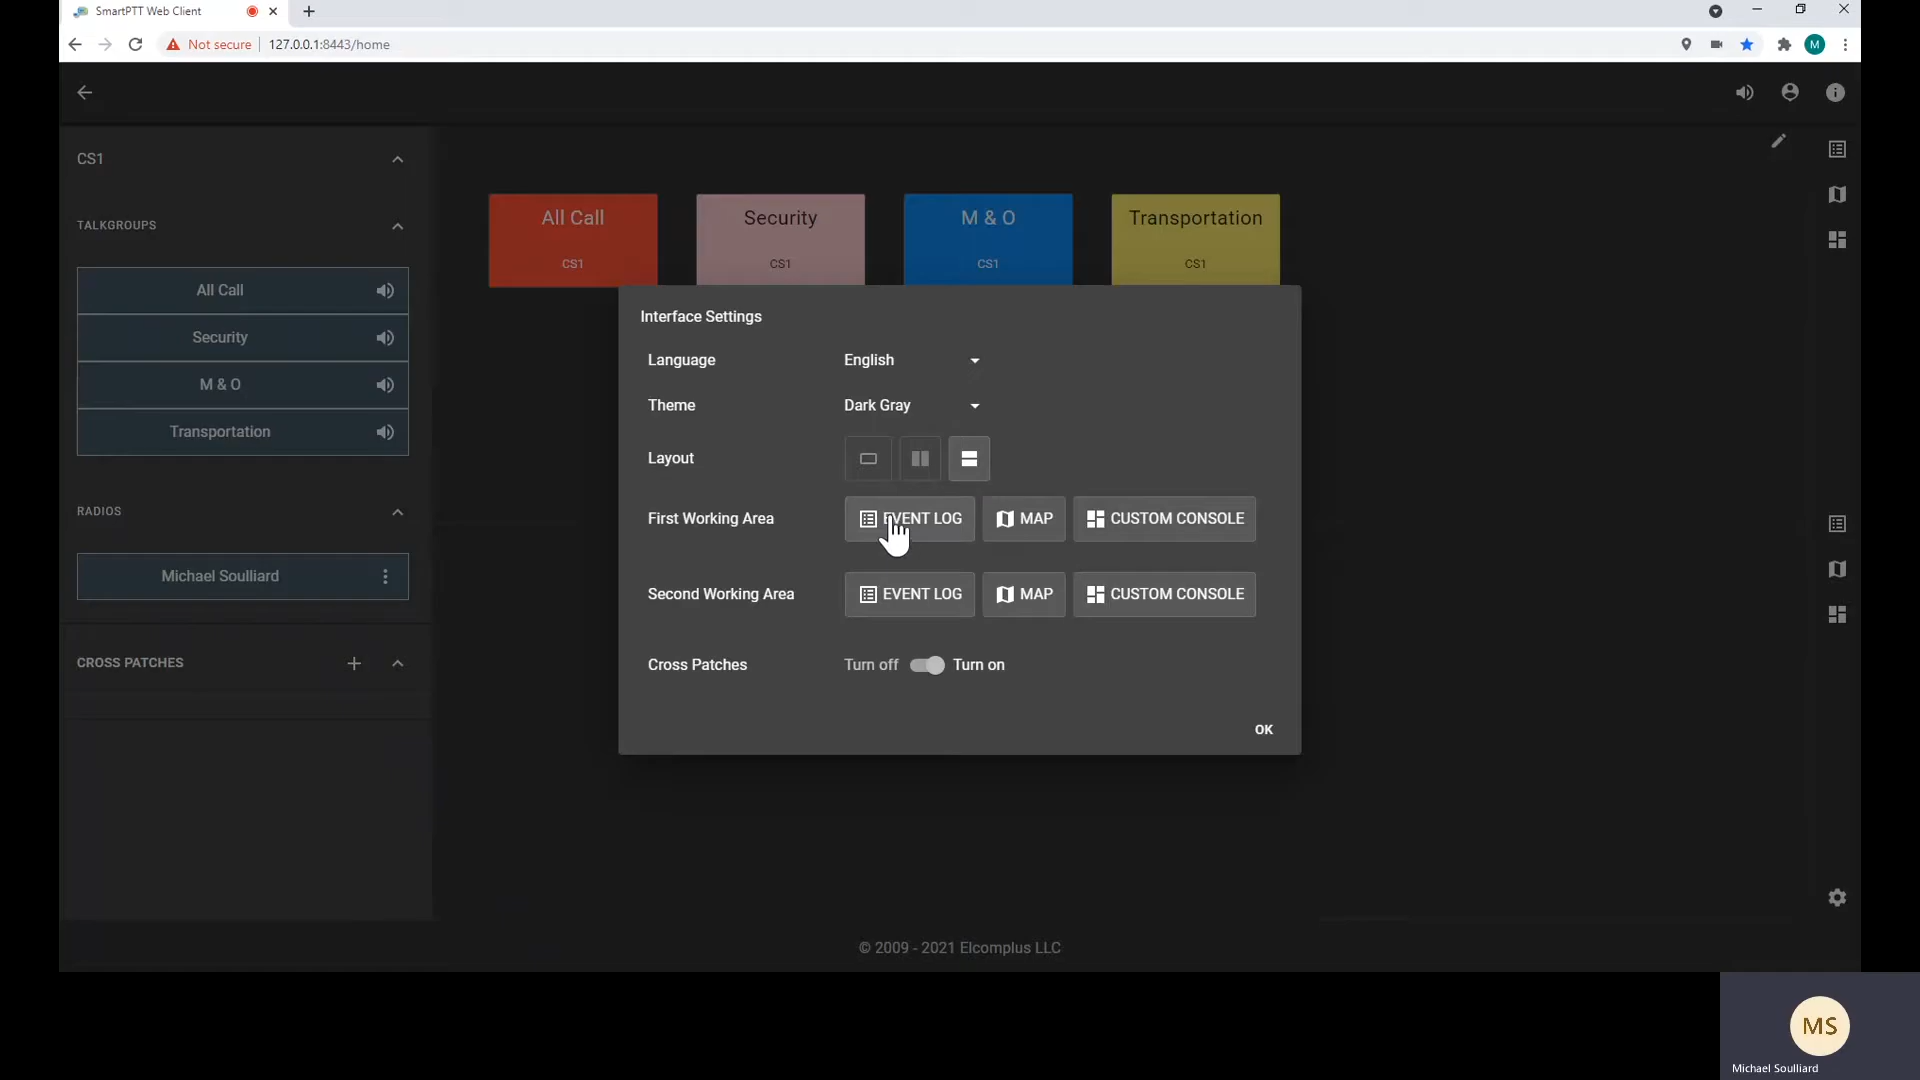 SmartPTT Web Client
Not secure
127.0.0.1:8443/home
M
CS1
TALKGROUPS
All Call
Security
M & O
Transportation
RADIOS
Michael Soulliard
CROSS PATCHES
All Call
CS1
Security
CS1
M & O
CS1
Transportation
CS1
Interface Settings
Language English
Theme Dark Gray
Layout
First Working Area EVENT LOG MAP CUSTOM CONSOLE
Second Working Area EVENT LOG MAP CUSTOM CONSOLE
Cross Patches Turn off Turn on
OK
© 2009 - 2021 Elcomplus LLC
MS
Michael Soulliard